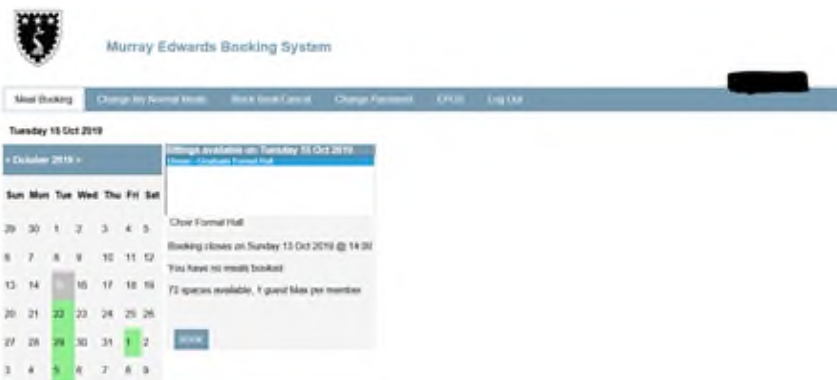 Murray Edwards Booking System
Meal Booking Change My Normal Meals Block Book/Cancel Change Password Log Out
Tuesday 15 Oct 2019
« October 2019 »
Sun Mon Tue Wed Thu Fri Sat
29 30 1 2 3 4 5
6 7 8 9 10 11 12
13 14 15 16 17 18 19
20 21 22 23 24 25 26
27 28 29 30 31 1 2
3 4 5 6 7 8 9
Sittings available on Tuesday 15 Oct 2019
Graduate Formal Hall
Choir Formal Hall
Booking closes on Sunday 13 Oct 2019 @ 14:00
You have no meals booked
spaces available, 1 guest Max per member
BOOK